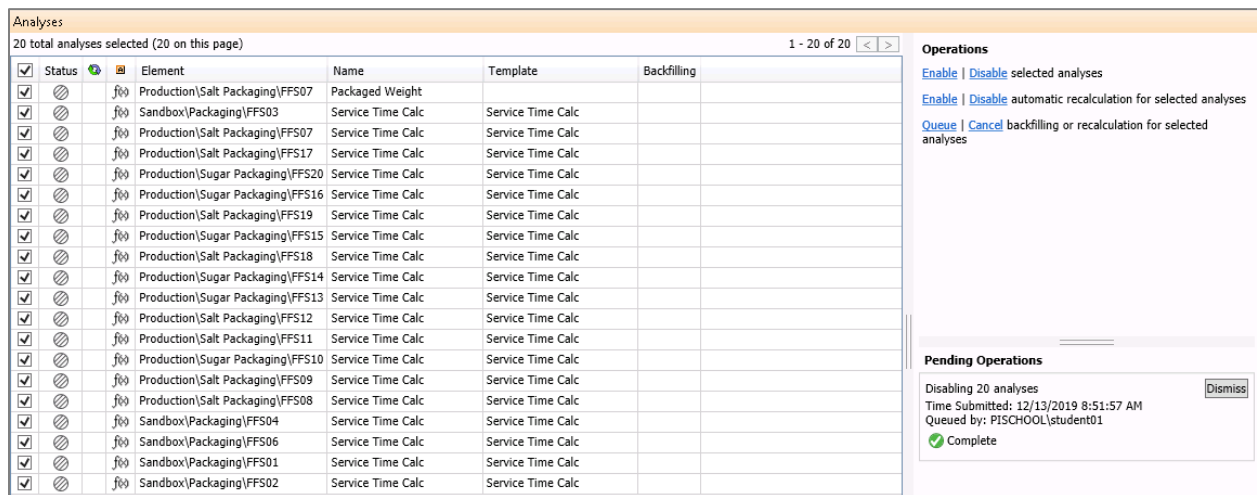 Analyses
20 total analyses selected (20 on this page) 1 - 20 of 20 < >
Status Element Name Template Backfilling
f(x) Production\Salt Packaging\FFS07 Packaged Weight
f(x) Sandbox\Packaging\FFS03 Service Time Calc Service Time Calc
f(x) Production\Salt Packaging\FFS07 Service Time Calc Service Time Calc
f(x) Production\Salt Packaging\FFS17 Service Time Calc Service Time Calc
f(x) Production\Sugar Packaging\FFS20 Service Time Calc Service Time Calc
f(x) Production\Sugar Packaging\FFS16 Service Time Calc Service Time Calc
f(x) Production\Salt Packaging\FFS19 Service Time Calc Service Time Calc
f(x) Production\Sugar Packaging\FFS15 Service Time Calc Service Time Calc
f(x) Production\Salt Packaging\FFS18 Service Time Calc Service Time Calc
f(x) Production\Sugar Packaging\FFS14 Service Time Calc Service Time Calc
f(x) Production\Sugar Packaging\FFS13 Service Time Calc Service Time Calc
f(x) Production\Salt Packaging\FFS12 Service Time Calc Service Time Calc
f(x) Production\Salt Packaging\FFS11 Service Time Calc Service Time Calc
f(x) Production\Sugar Packaging\FFS10 Service Time Calc Service Time Calc
f(x) Production\Salt Packaging\FFS09 Service Time Calc Service Time Calc
f(x) Production\Salt Packaging\FFS08 Service Time Calc Service Time Calc
f(x) Sandbox\Packaging\FFS04 Service Time Calc Service Time Calc
f(x) Sandbox\Packaging\FFS06 Service Time Calc Service Time Calc
f(x) Sandbox\Packaging\FFS01 Service Time Calc Service Time Calc
f(x) Sandbox\Packaging\FFS02 Service Time Calc Service Time Calc
Operations
Enable | Disable selected analyses
Enable | Disable automatic recalculation for selected analyses
Queue | Cancel backfilling or recalculation for selected
analyses
Pending Operations
Disabling 20 analyses Dismiss
Time Submitted: 12/13/2019 8:51:57 AM
Queued by: PISCHOOL\student01
Complete